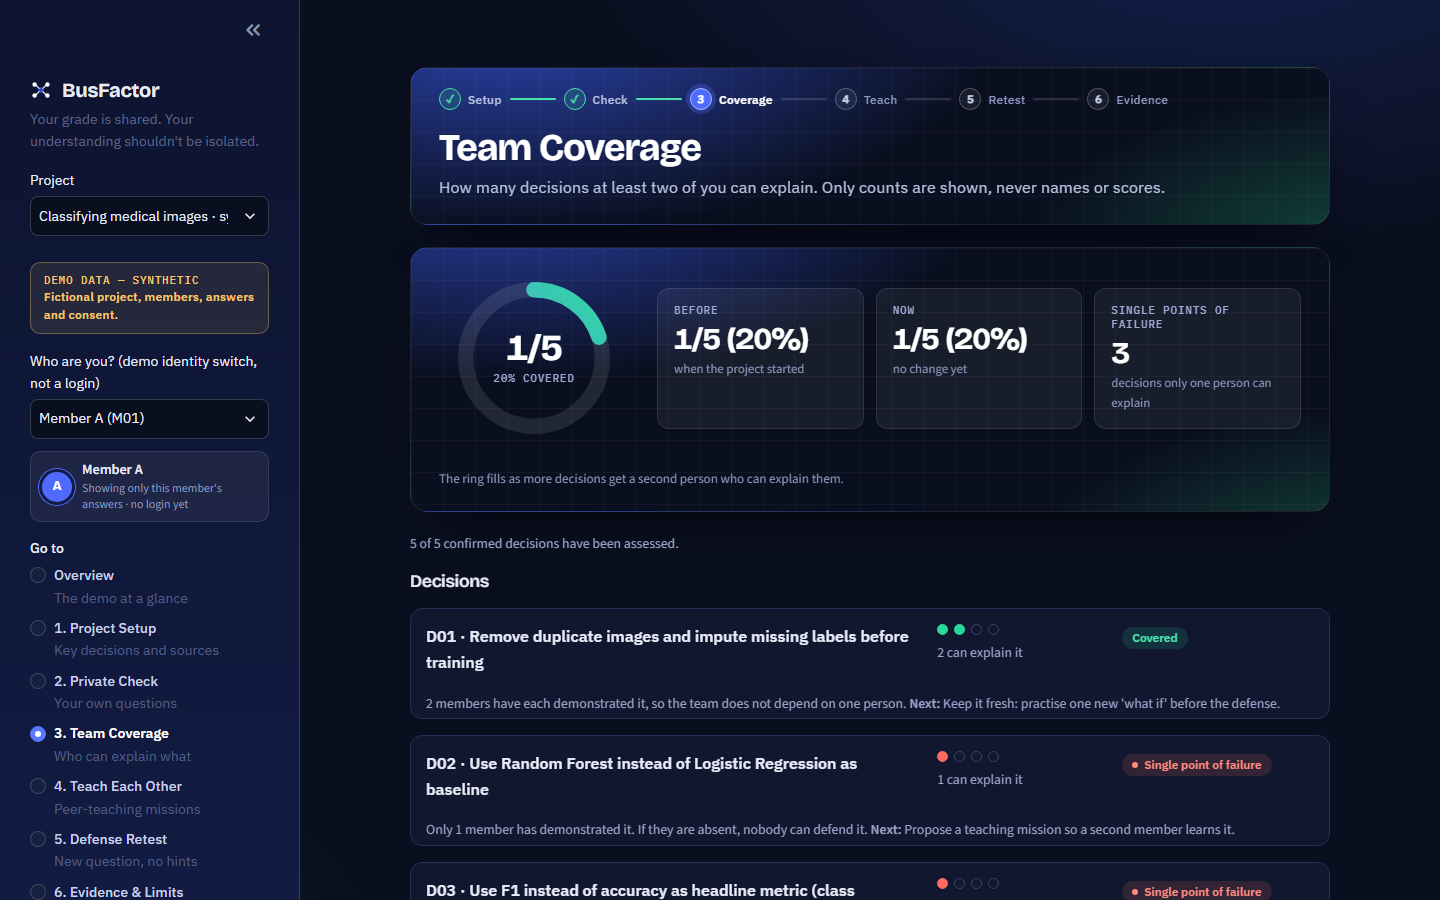 BusFactor
Your grade is shared. Your
understanding shouldn't be isolated.
Project
Classifying medical images · sy
DEMO DATA — SYNTHETIC
Fictional project, members, answers
and consent.
Who are you? (demo identity switch,
not a login)
Member A (M01)
A
Member A
Showing only this member's
answers · no login yet
Go to
Overview
The demo at a glance
1. Project Setup
Key decisions and sources
2. Private Check
Your own questions
3. Team Coverage
Who can explain what
4. Teach Each Other
Peer-teaching missions
5. Defense Retest
New question, no hints
6. Evidence & Limits
✓ Setup ✓ Check 3 Coverage 4 Teach 5 Retest 6 Evidence
Team Coverage
How many decisions at least two of you can explain. Only counts are shown, never names or scores.
1/5
20% COVERED
BEFORE
1/5 (20%)
when the project started
NOW
1/5 (20%)
no change yet
SINGLE POINTS OF
FAILURE
3
decisions only one person can
explain
The ring fills as more decisions get a second person who can explain them.
5 of 5 confirmed decisions have been assessed.
Decisions
D01 · Remove duplicate images and impute missing labels before
training
2 can explain it
Covered
2 members have each demonstrated it, so the team does not depend on one person. Next: Keep it fresh: practise one new 'what if' before the defense.
D02 · Use Random Forest instead of Logistic Regression as
baseline
1 can explain it
Single point of failure
Only 1 member has demonstrated it. If they are absent, nobody can defend it. Next: Propose a teaching mission so a second member learns it.
D03 · Use F1 instead of accuracy as headline metric (class
Single point of failure